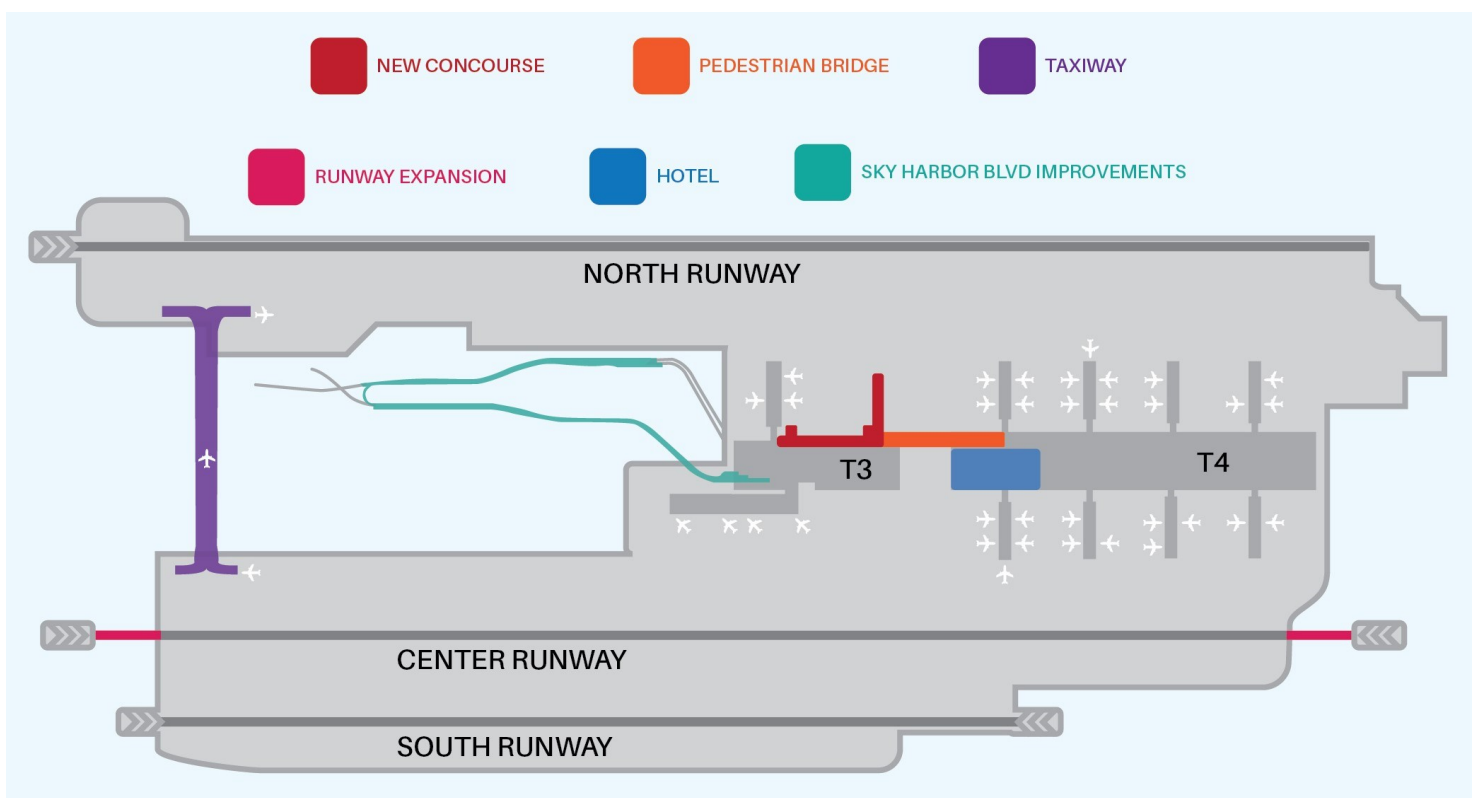 NEW CONCOURSE
PEDESTRIAN BRIDGE
TAXIWAY
RUNWAY EXPANSION
HOTEL
SKY HARBOR BLVD IMPROVEMENTS
NORTH RUNWAY
T3
T4
CENTER RUNWAY
SOUTH RUNWAY